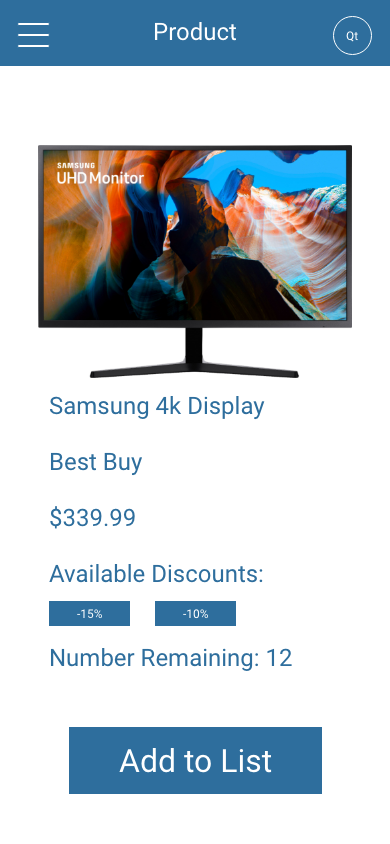 Product
Qt
SAMSUNG
UHD Monitor
Samsung 4k Display
Best Buy
$339.99
Available Discounts:
-15%
-10%
Number Remaining: 12
Add to List